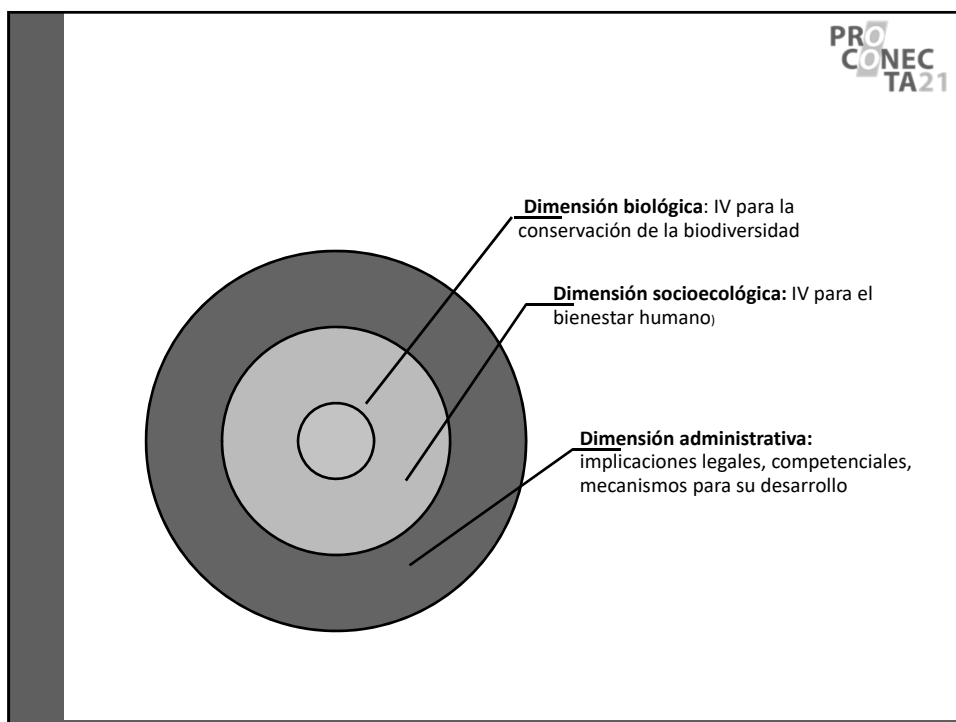 PRO
CONEC
TA21
Dimensión biológica: IV para la
conservación de la biodiversidad
Dimensión socioecológica: IV para el
bienestar humano)
Dimensión administrativa:
implicaciones legales, competenciales,
mecanismos para su desarrollo